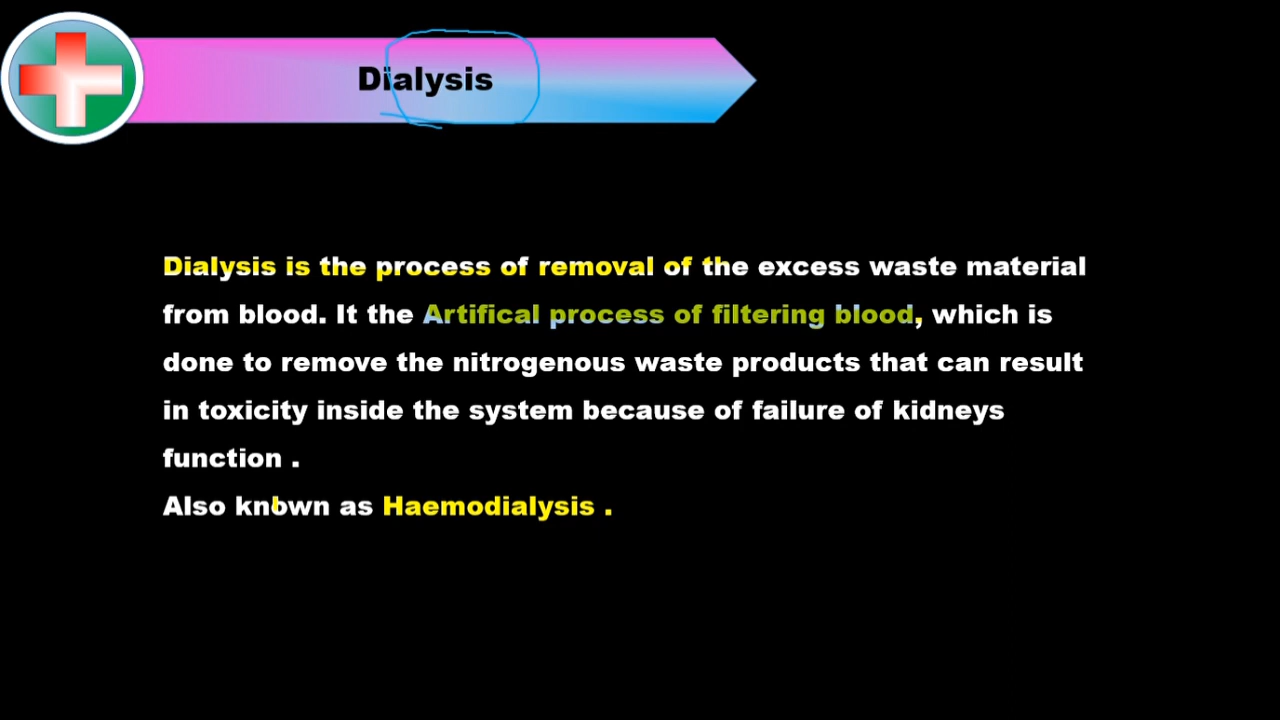 Dialysis
Dialysis is the process of removal of the excess waste material
from blood. It the Artifical process of filtering blood, which is
done to remove the nitrogenous waste products that can result
in toxicity inside the system because of failure of kidneys
function .
Also known as Haemodialysis .